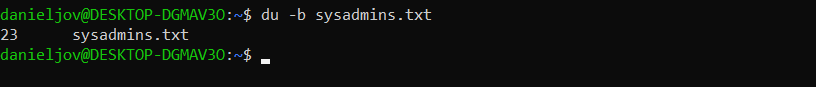 danieljov@DESKTOP-DGMAV3O:~$ du -b sysadmins.txt
23      sysadmins.txt
danieljov@DESKTOP-DGMAV3O:~$